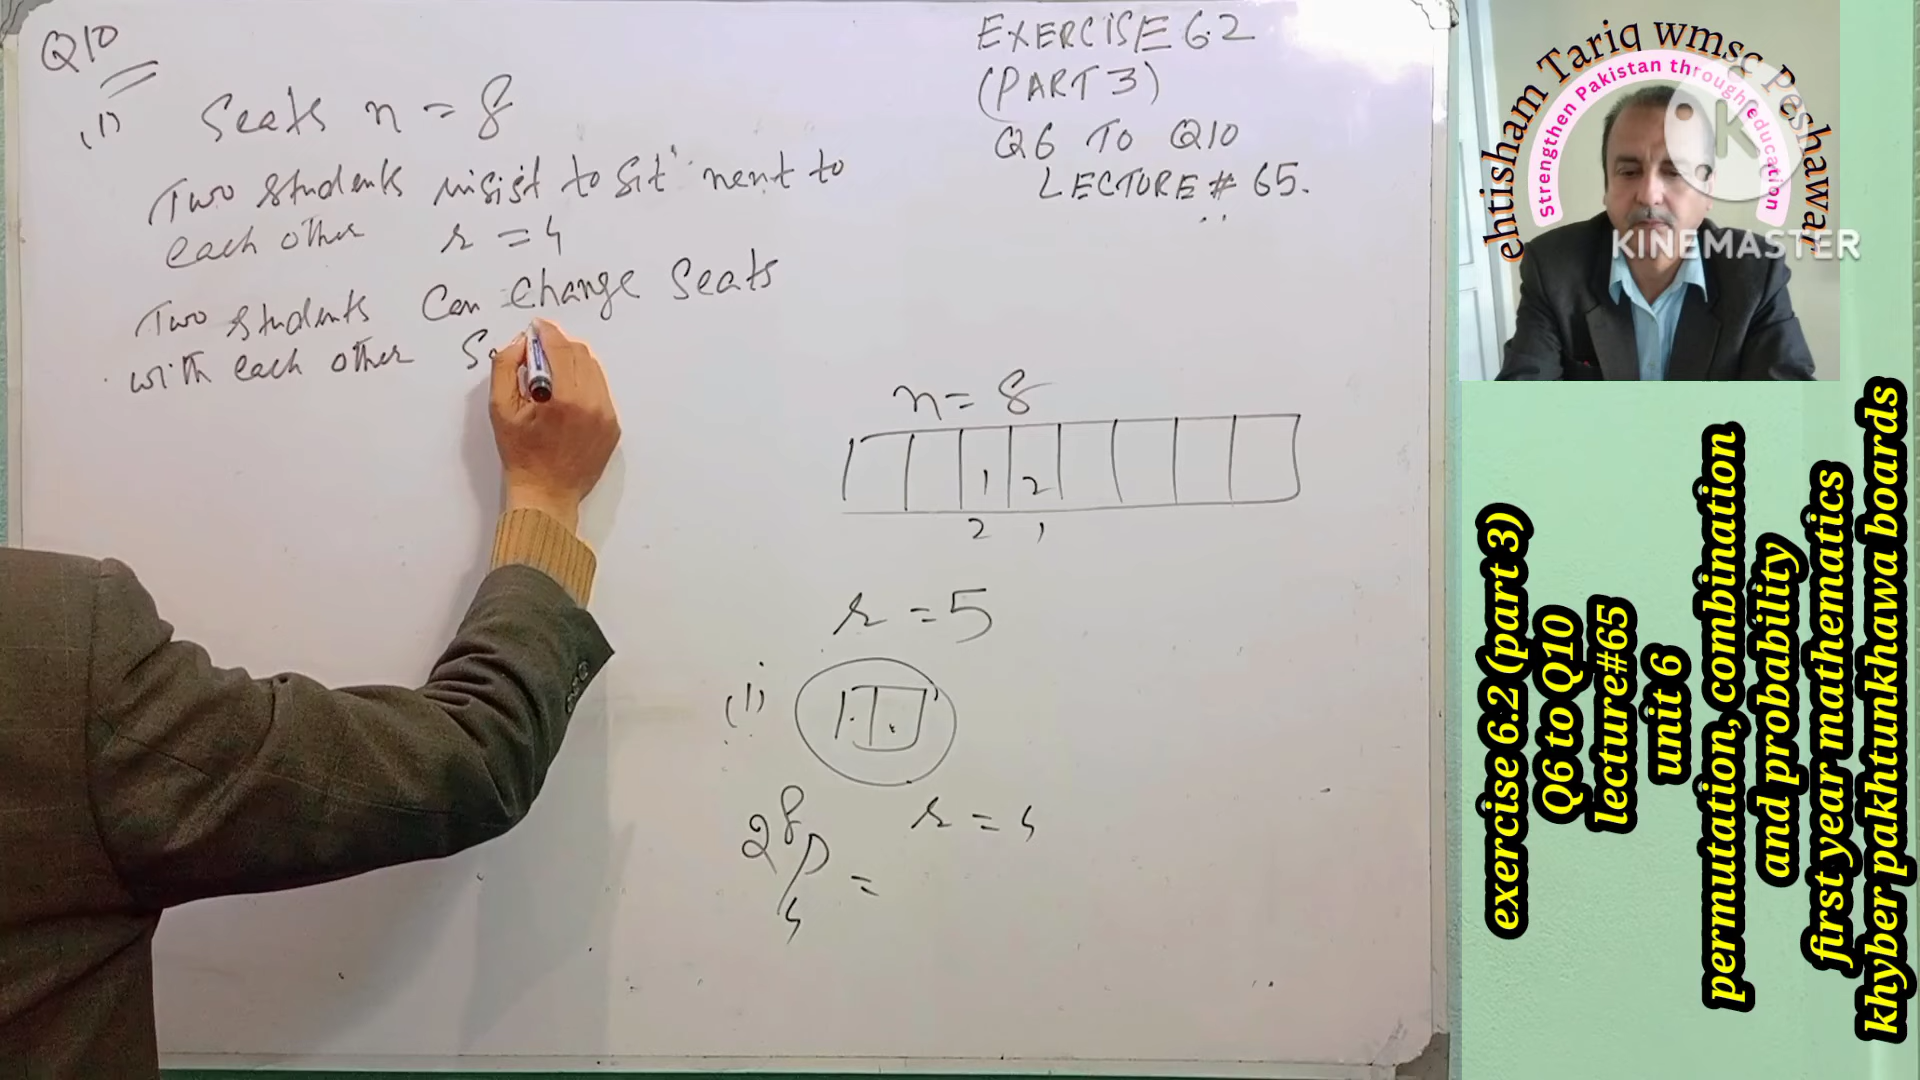 Q10
(1) Seats n = 8
Two students insist to sit next to
each other r = 4
Two students can change seats
with each other
EXERCISE 6.2
(PART 3)
Q6 TO Q10
LECTURE # 65.
n = 8
1 2
2 1
r = 5
(1)
r = 4
2 8P4 =
ehtisham Tariq wmsc Peshawar
Strengthen Pakistan through education
K
KINEMASTER
exercise 6.2 (part 3)
Q6 to Q10
lecture#65
unit 6
permutation, combination
and probability
first year mathematics
khyber pakhtunkhawa boards